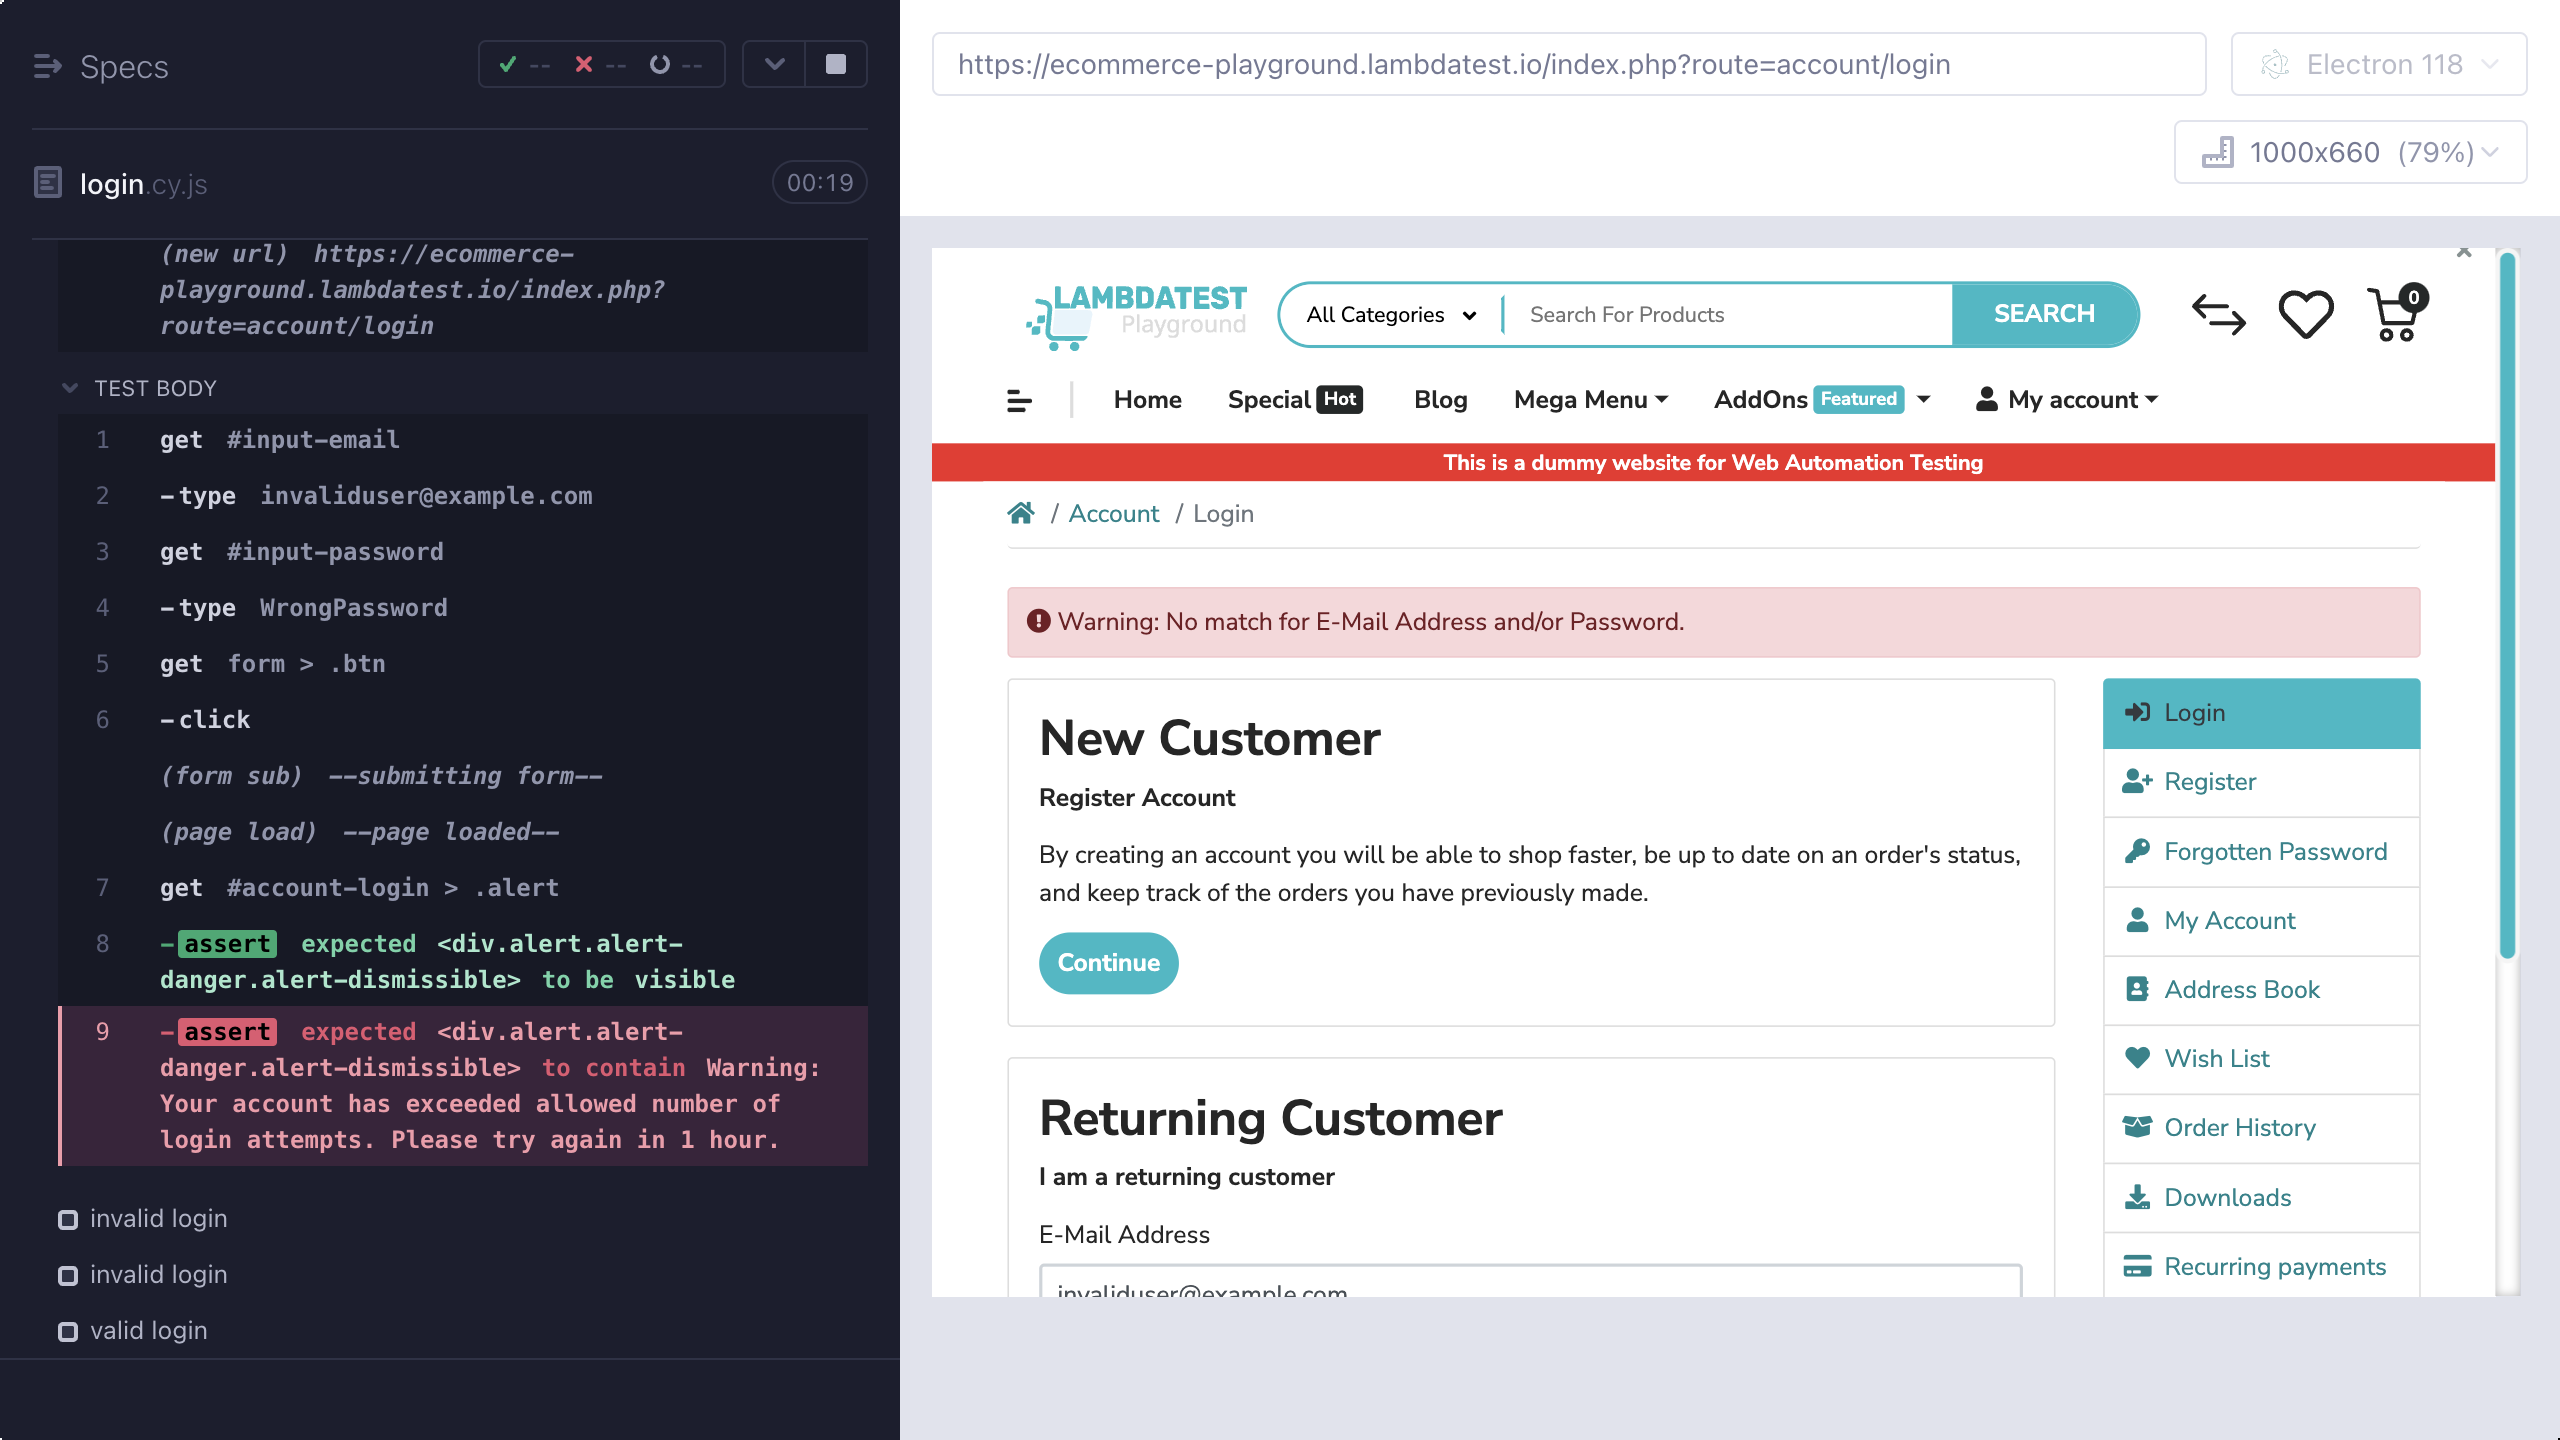 Specs
-- -- --
login.cy.js
00:19
(new url) https://ecommerce-
playground.lambdatest.io/index.php?
route=account/login
TEST BODY
1 get #input-email
2 -type invaliduser@example.com
3 get #input-password
4 -type WrongPassword
5 get form > .btn
6 -click
(form sub) --submitting form--
(page load) --page loaded--
7 get #account-login > .alert
8 -assert expected <div.alert.alert-
danger.alert-dismissible> to be visible
9 -assert expected <div.alert.alert-
danger.alert-dismissible> to contain Warning:
Your account has exceeded allowed number of
login attempts. Please try again in 1 hour.
invalid login
invalid login
valid login
https://ecommerce-playground.lambdatest.io/index.php?route=account/login
Electron 118
1000x660 (79%)
LAMBDATEST
Playground
All Categories
Search For Products
SEARCH
0
Home
Special Hot
Blog
Mega Menu
AddOns Featured
My account
This is a dummy website for Web Automation Testing
/ Account / Login
Warning: No match for E-Mail Address and/or Password.
New Customer
Register Account
By creating an account you will be able to shop faster, be up to date on an order's status,
and keep track of the orders you have previously made.
Continue
Returning Customer
I am a returning customer
E-Mail Address
invaliduser@example.com
Login
Register
Forgotten Password
My Account
Address Book
Wish List
Order History
Downloads
Recurring payments